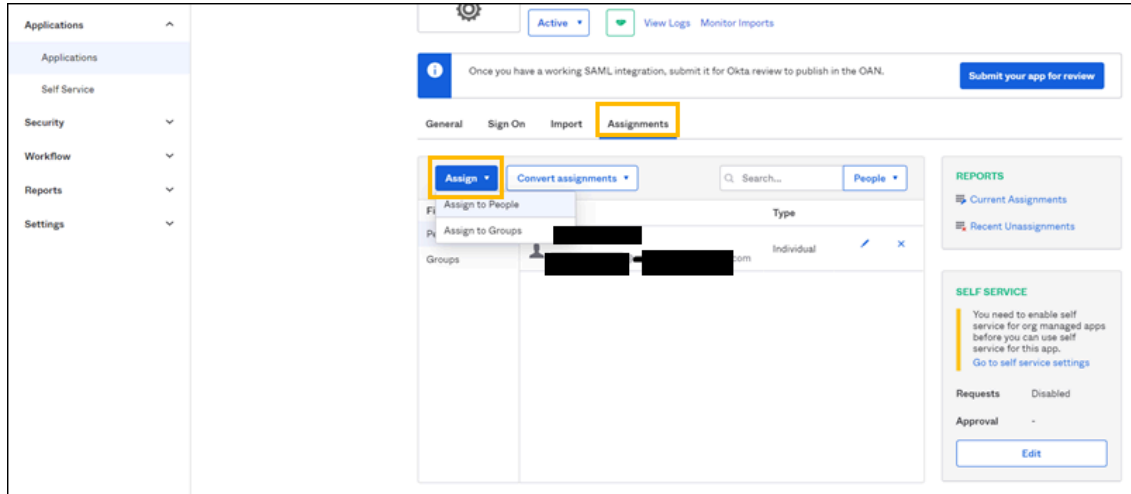 Applications
Applications
Self Service
Security
Workflow
Reports
Settings
Active
View Logs Monitor Imports
Once you have a working SAML integration, submit it for Okta review to publish in the OAN.
Submit your app for review
General Sign On Import Assignments
Assign Convert assignments Search... People
Assign to People
Assign to Groups
Fi
Type
Pe
Individual
com
Groups
REPORTS
Current Assignments
Recent Unassignments
SELF SERVICE
You need to enable self
service for org managed apps
before you can use self
service for this app.
Go to self service settings
Requests Disabled
Approval -
Edit